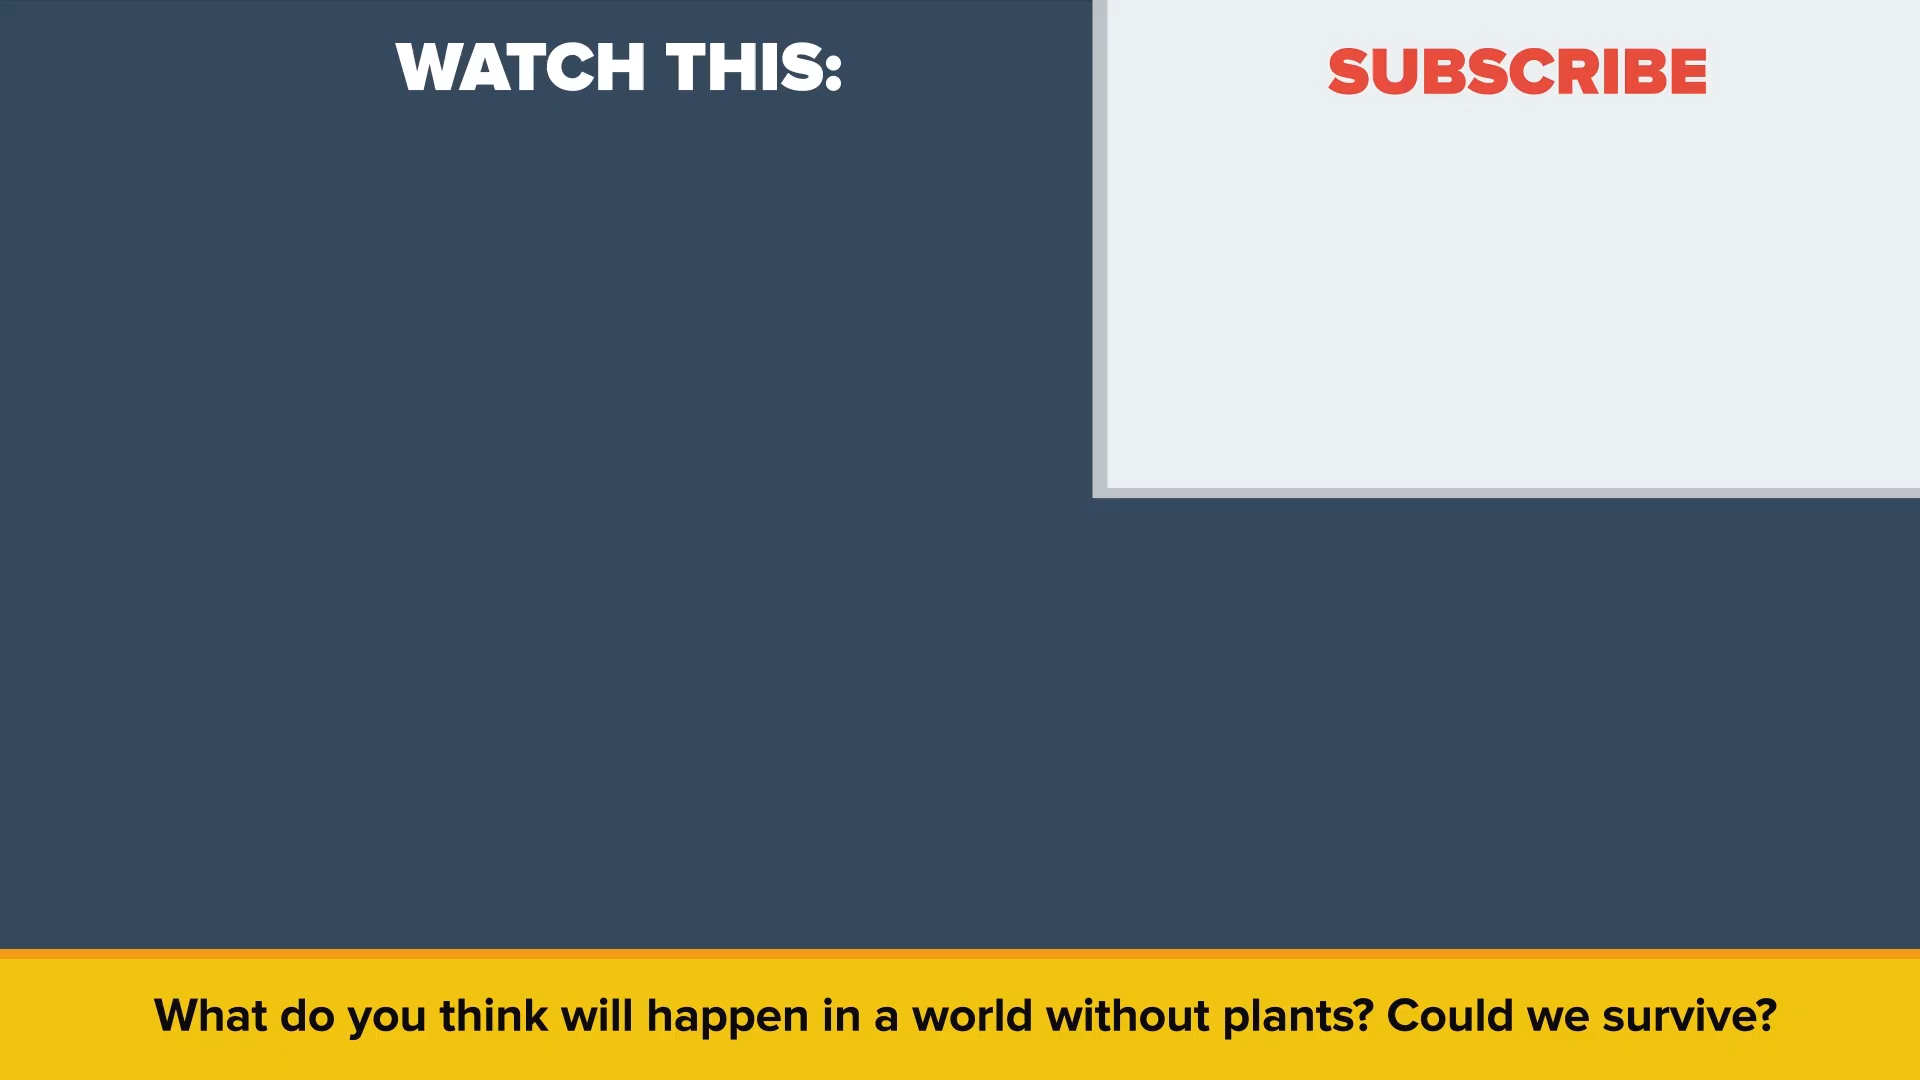 WATCH THIS:
SUBSCRIBE
What do you think will happen in a world without plants? Could we survive?